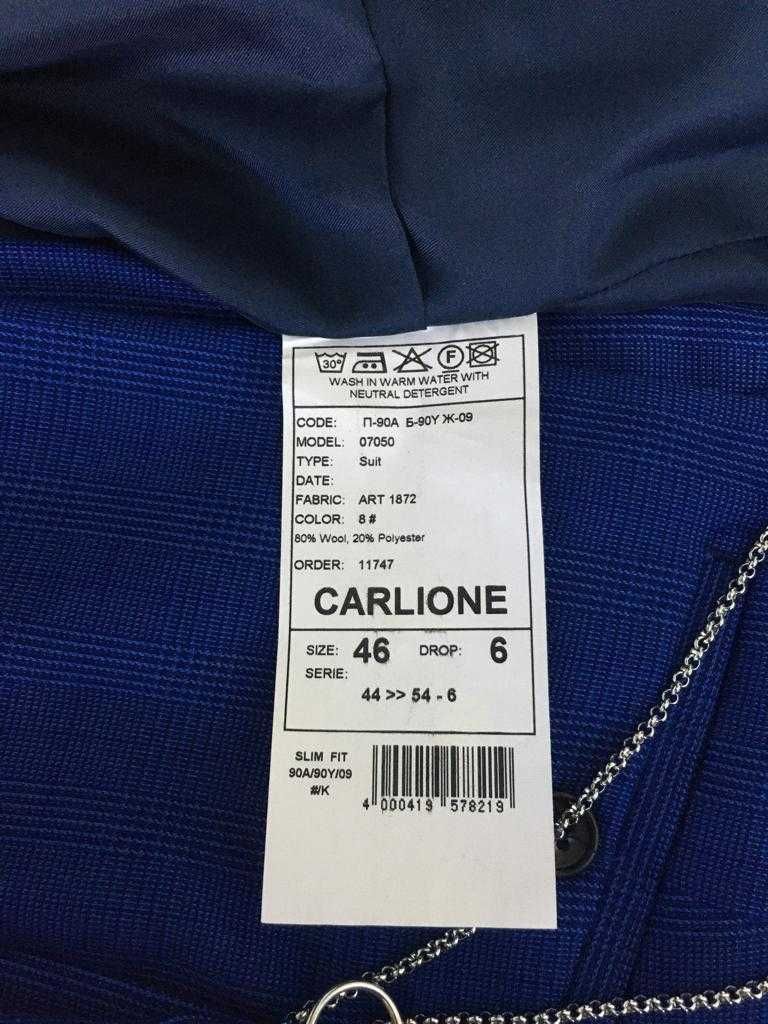 30°
F
WASH IN WARM WATER WITH
NEUTRAL DETERGENT
CODE: П-90А Б-90Y Ж-09
MODEL: 07050
TYPE: Suit
DATE:
FABRIC: ART 1872
COLOR: 8 #
80% Wool, 20% Polyester
ORDER: 11747
CARLIONE
SIZE: 46 DROP: 6
SERIE:
44 >> 54 - 6
SLIM FIT
90A/90Y/09
#/K
4 000419 578219